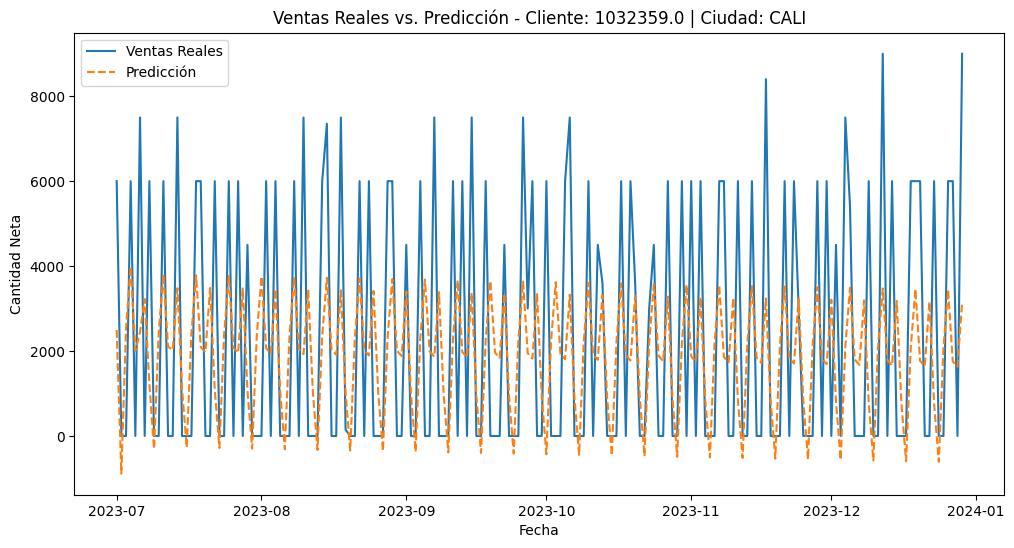 Ventas Reales vs. Predicción - Cliente: 1032359.0 | Ciudad: CALI
Ventas Reales
Predicción
Cantidad Neta
8000
6000
4000
2000
0
2023-07
2023-08
2023-09
2023-10
2023-11
2023-12
2024-01
Fecha